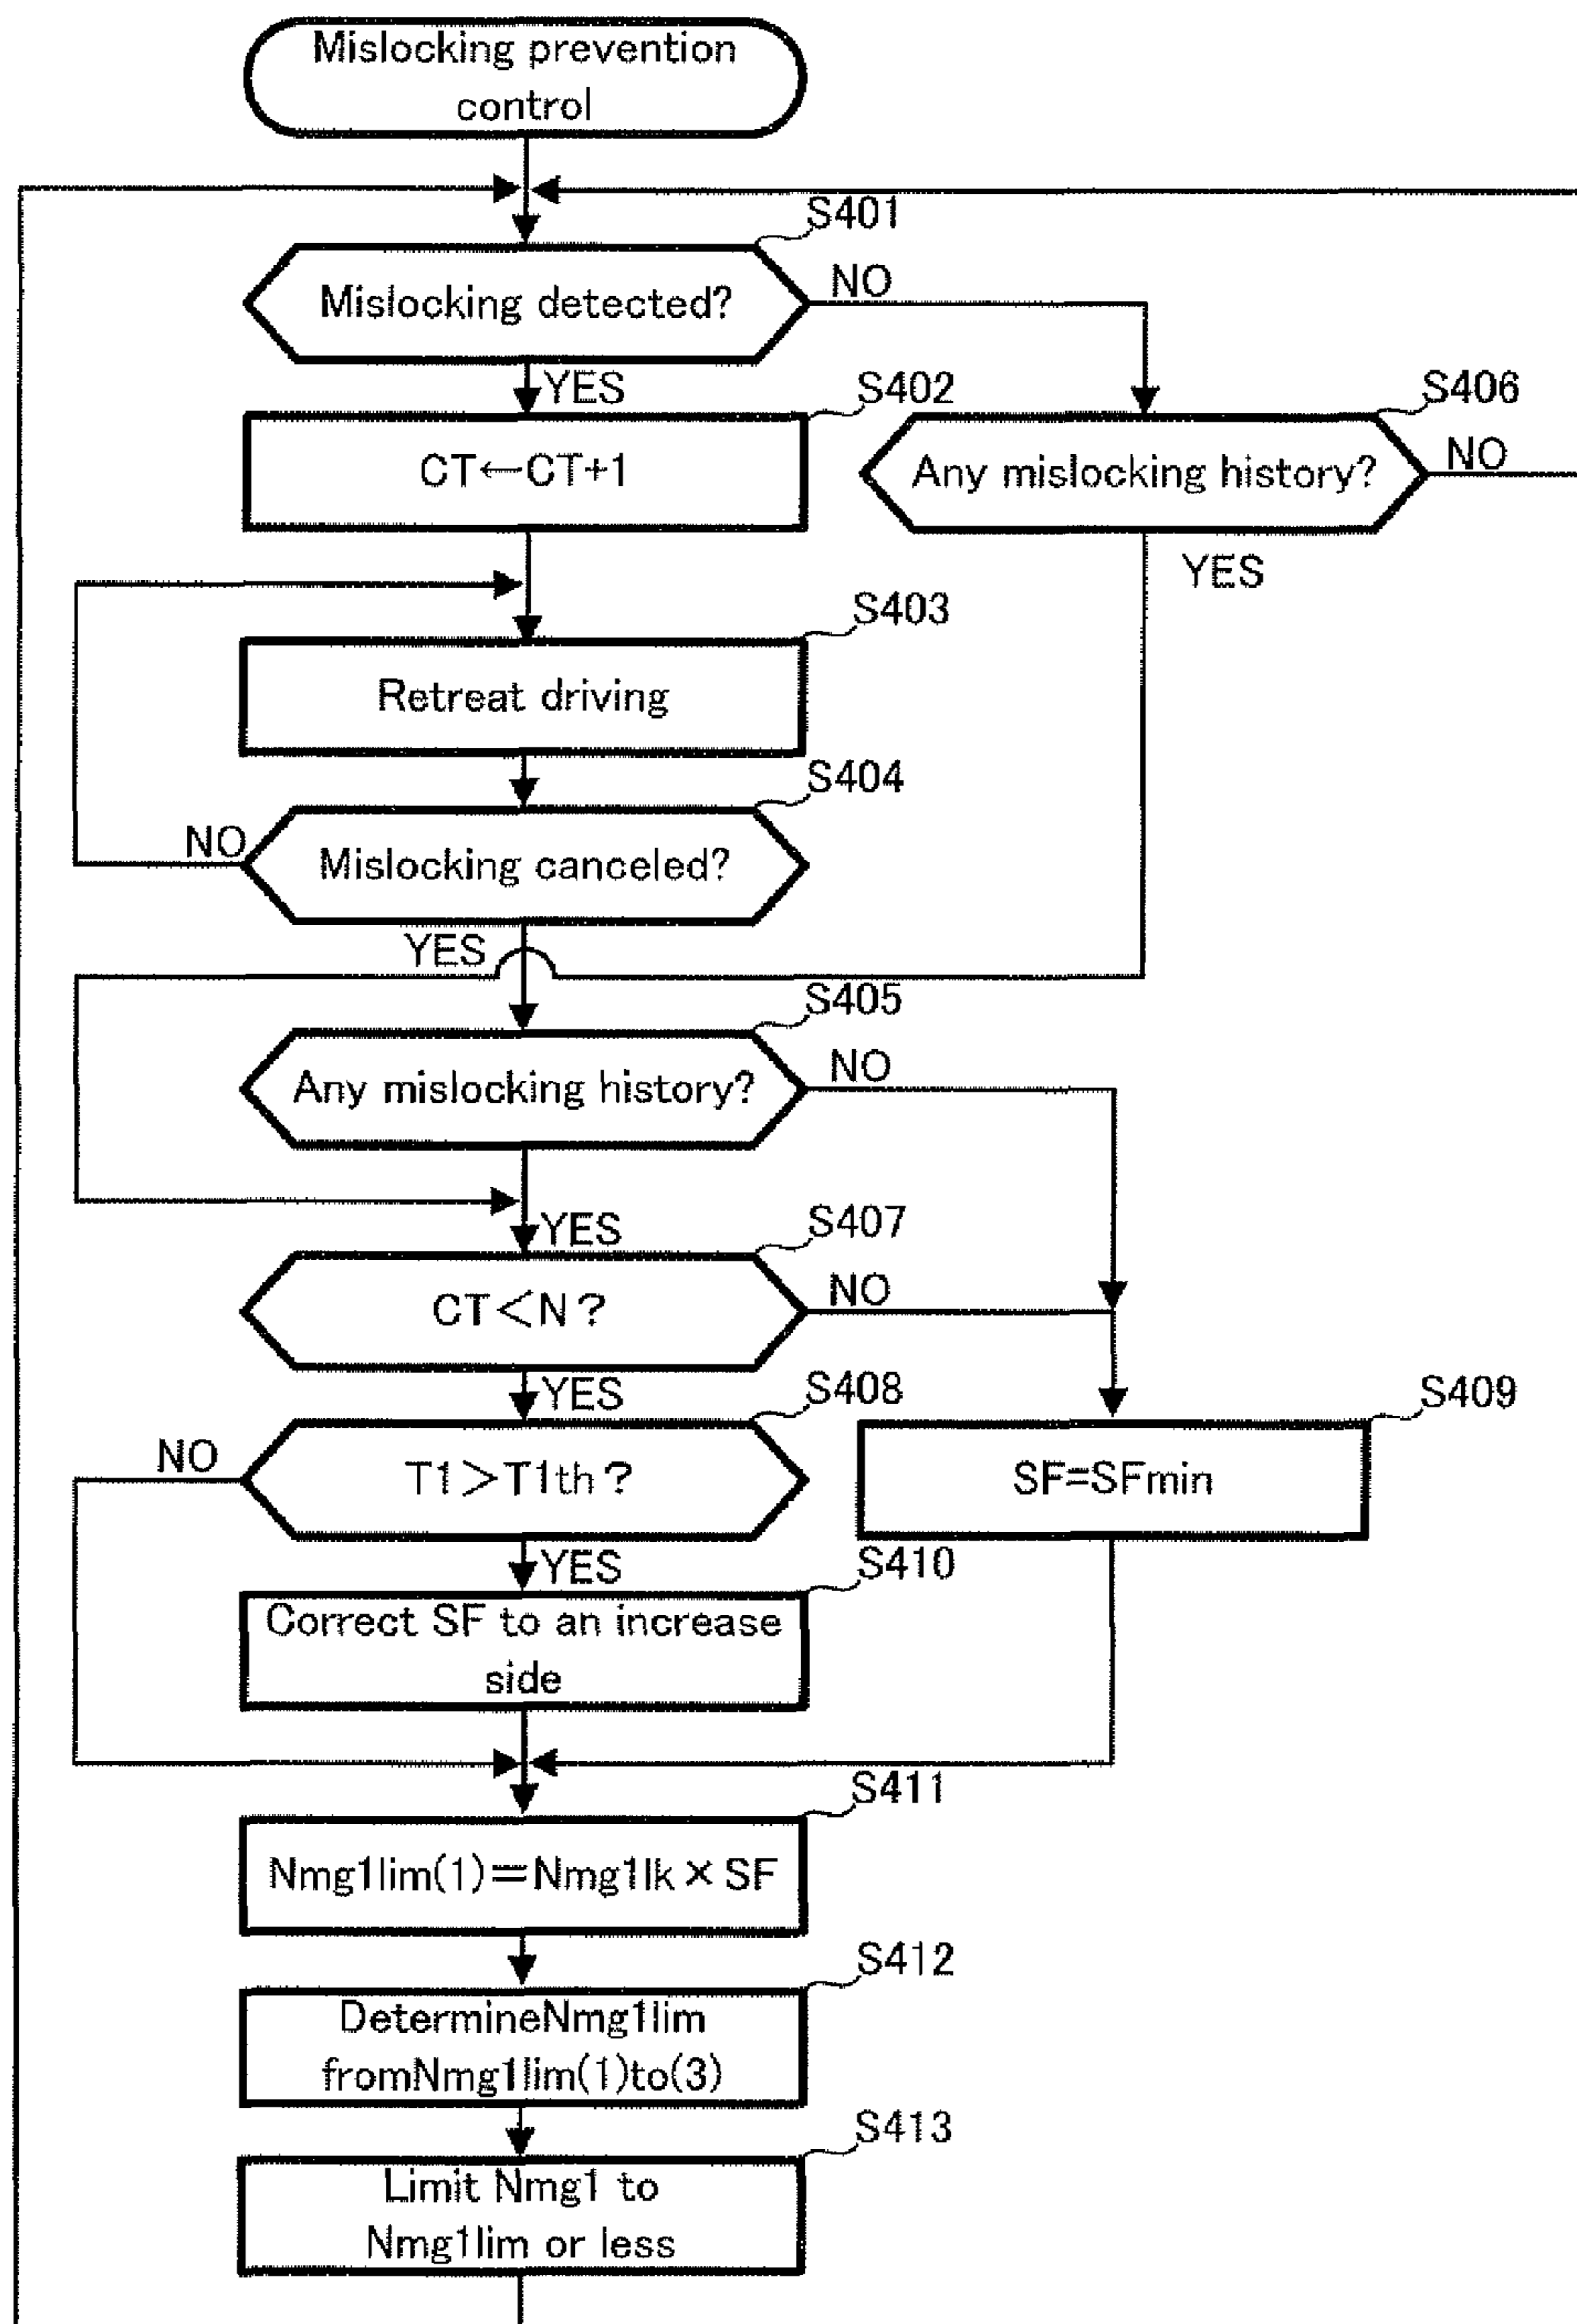 Mislocking prevention
control
S401
Mislocking detected?
NO
YES
S402
CT←CT+1
S406
Any mislocking history?
NO
YES
S403
Retreat driving
S404
NO
Mislocking canceled?
YES
S405
Any mislocking history?
NO
YES
S407
CT<N?
NO
YES
S408
NO
T1>T1th?
S409
SF=SFmin
YES
S410
Correct SF to an increase
side
S411
Nmg1lim(1)=Nmg1lk×SF
S412
DetermineNmg1lim
fromNmg1lim(1)to(3)
S413
Limit Nmg1 to
Nmg1lim or less